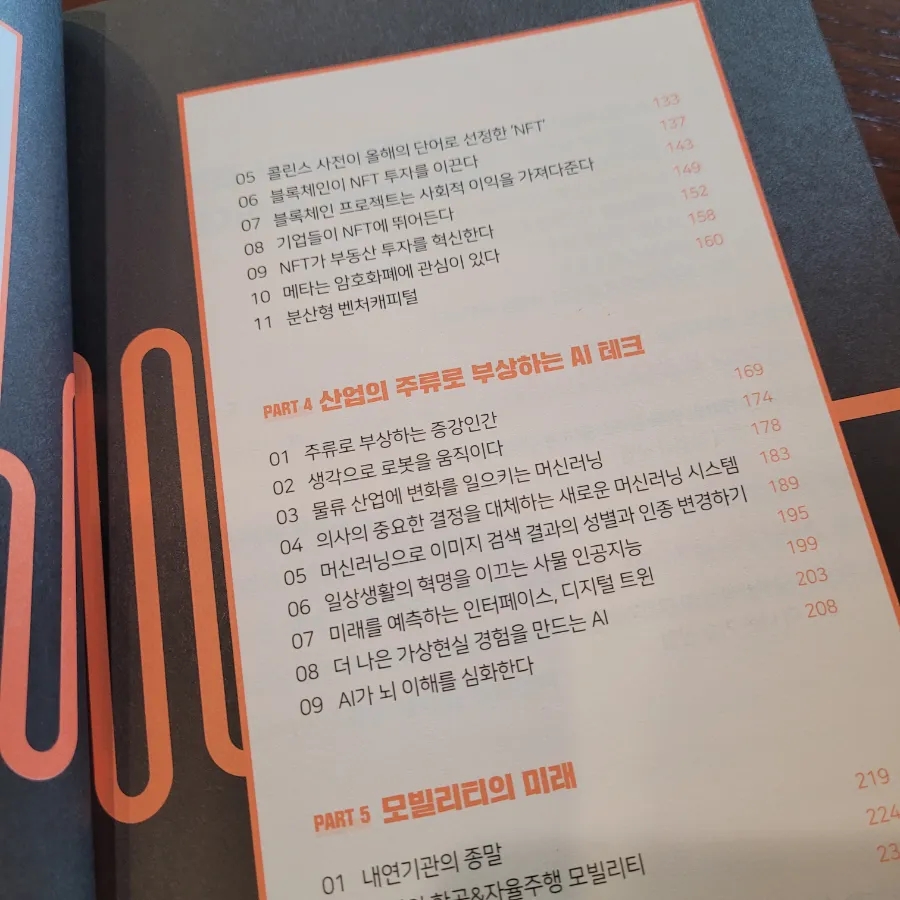 05 콜린스 사전이 올해의 단어로 선정한 'NFT' 133
06 블록체인이 NFT 투자를 이끈다 137
07 블록체인 프로젝트는 사회적 이익을 가져다준다 143
08 기업들이 NFT에 뛰어든다 149
09 NFT가 부동산 투자를 혁신한다 152
10 메타는 암호화폐에 관심이 있다 158
11 분산형 벤처캐피털 160
PART 4 산업의 주류로 부상하는 AI 테크
01 주류로 부상하는 증강인간 169
02 생각으로 로봇을 움직이다 174
03 물류 산업에 변화를 일으키는 머신러닝 178
04 의사의 중요한 결정을 대체하는 새로운 머신러닝 시스템 183
05 머신러닝으로 이미지 검색 결과의 성별과 인종 변경하기 189
06 일상생활의 혁명을 이끄는 사물 인공지능 195
07 미래를 예측하는 인터페이스, 디지털 트윈 199
08 더 나은 가상현실 경험을 만드는 AI 203
09 AI가 뇌 이해를 심화한다 208
PART 5 모빌리티의 미래
01 내연기관의 종말 219
항공&자율주행 모빌리티 224